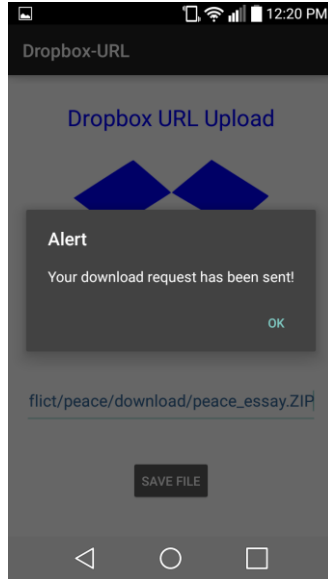 12:20 PM
Dropbox-URL
Dropbox URL Upload
Alert
Your download request has been sent!
OK
flict/peace/download/peace_essay.ZIP
SAVE FILE